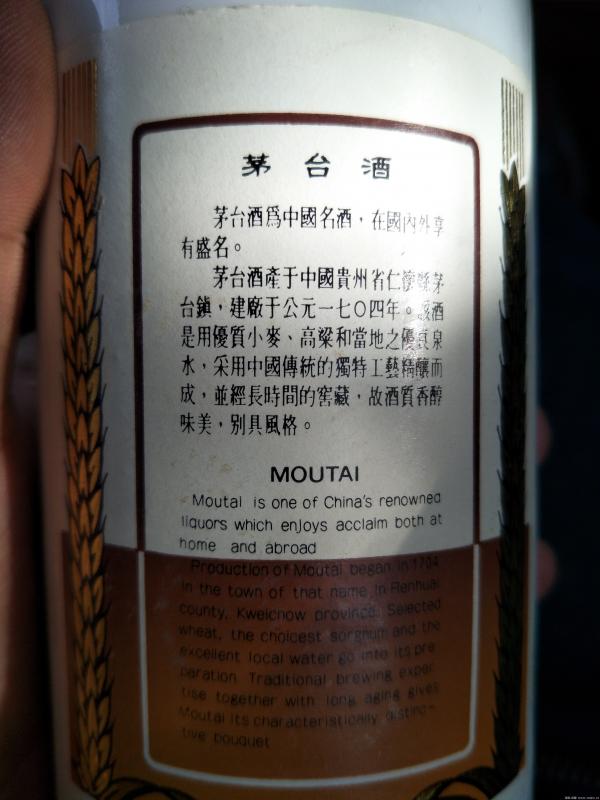 茅台酒
茅台酒爲中國名酒，在國內外享
有盛名。
茅台酒產于中國貴州省仁懷縣茅
台鎮，建廠于公元一七〇四年。該酒
是用優質小麥、高粱和當地之優良泉
水，采用中國傳統的獨特工藝精釀而
成，並經長時間的窖藏，故酒質香醇
味美，别具風格。
MOUTAI
Moutai is one of China's renowned
liquors which enjoys acclaim both at
home and abroad
Production of Moutai began in 1704
in the town of that name in Renhuai
county, Kweichow province. Selected
wheat, the choicest sorghum and the
excellent local water go into its pre
paration Traditional brewing exper
tise together with long aging gives
Moutai its characteristically distinc-
tive bouquet